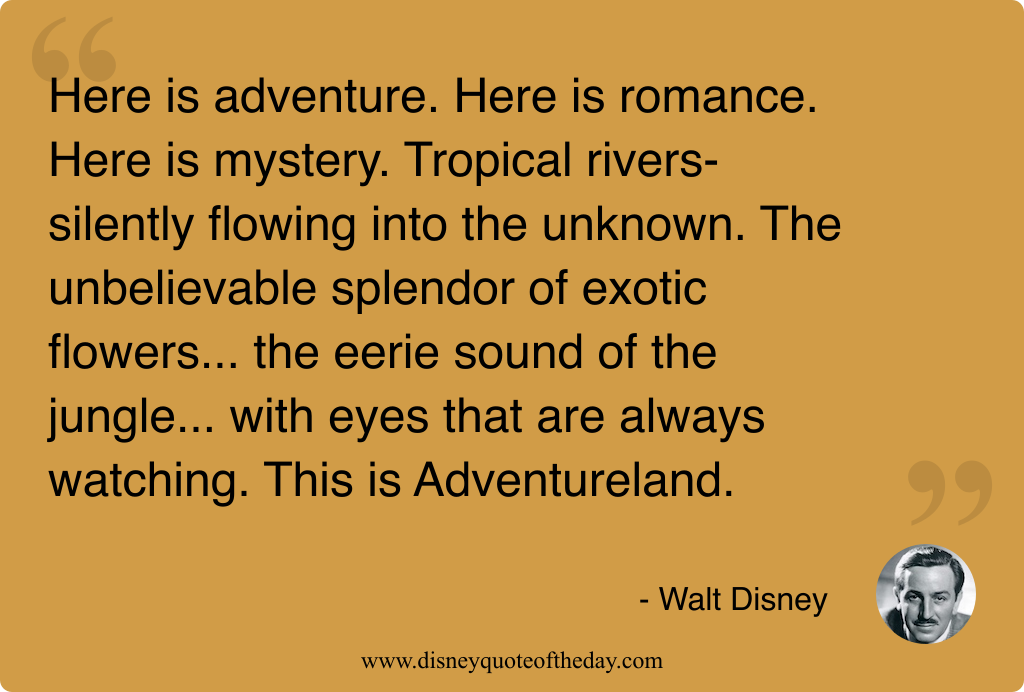 Here is adventure. Here is romance.
Here is mystery. Tropical rivers-
silently flowing into the unknown. The
unbelievable splendor of exotic
flowers... the eerie sound of the
jungle... with eyes that are always
watching. This is Adventureland.
- Walt Disney
www.disneyquoteoftheday.com